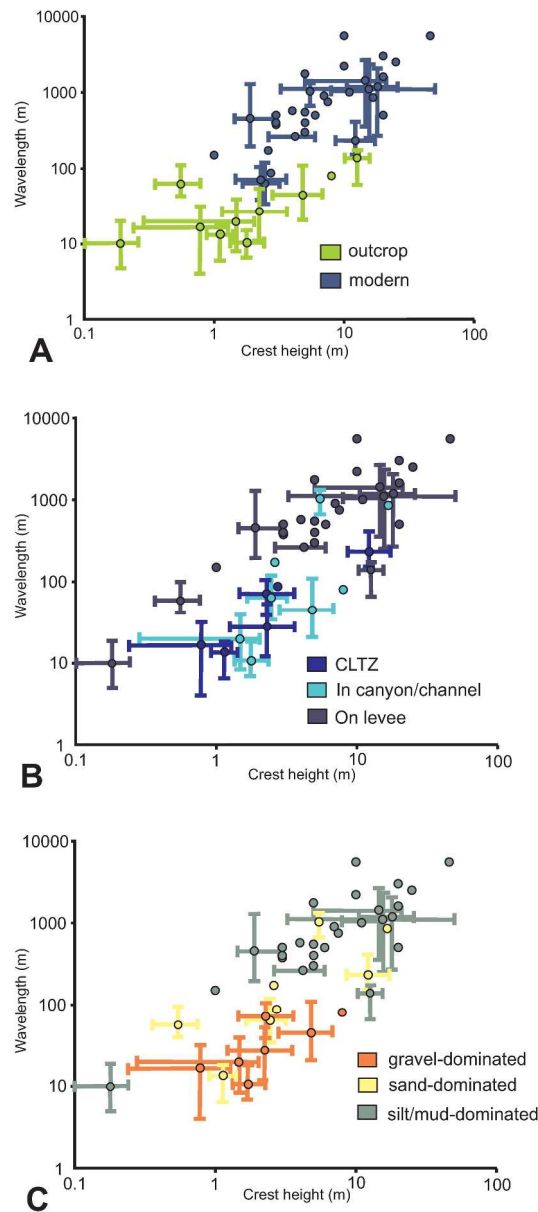 10000
1000
100
10
1
Wavelength (m)
outcrop
modern
0.1 1 10 100
Crest height (m)
A
10000
1000
100
10
1
Wavelength (m)
CLTZ
In canyon/channel
On levee
0.1 1 10 100
Crest height (m)
B
10000
1000
100
10
1
Wavelength (m)
gravel-dominated
sand-dominated
silt/mud-dominated
0.1 1 10 100
Crest height (m)
C